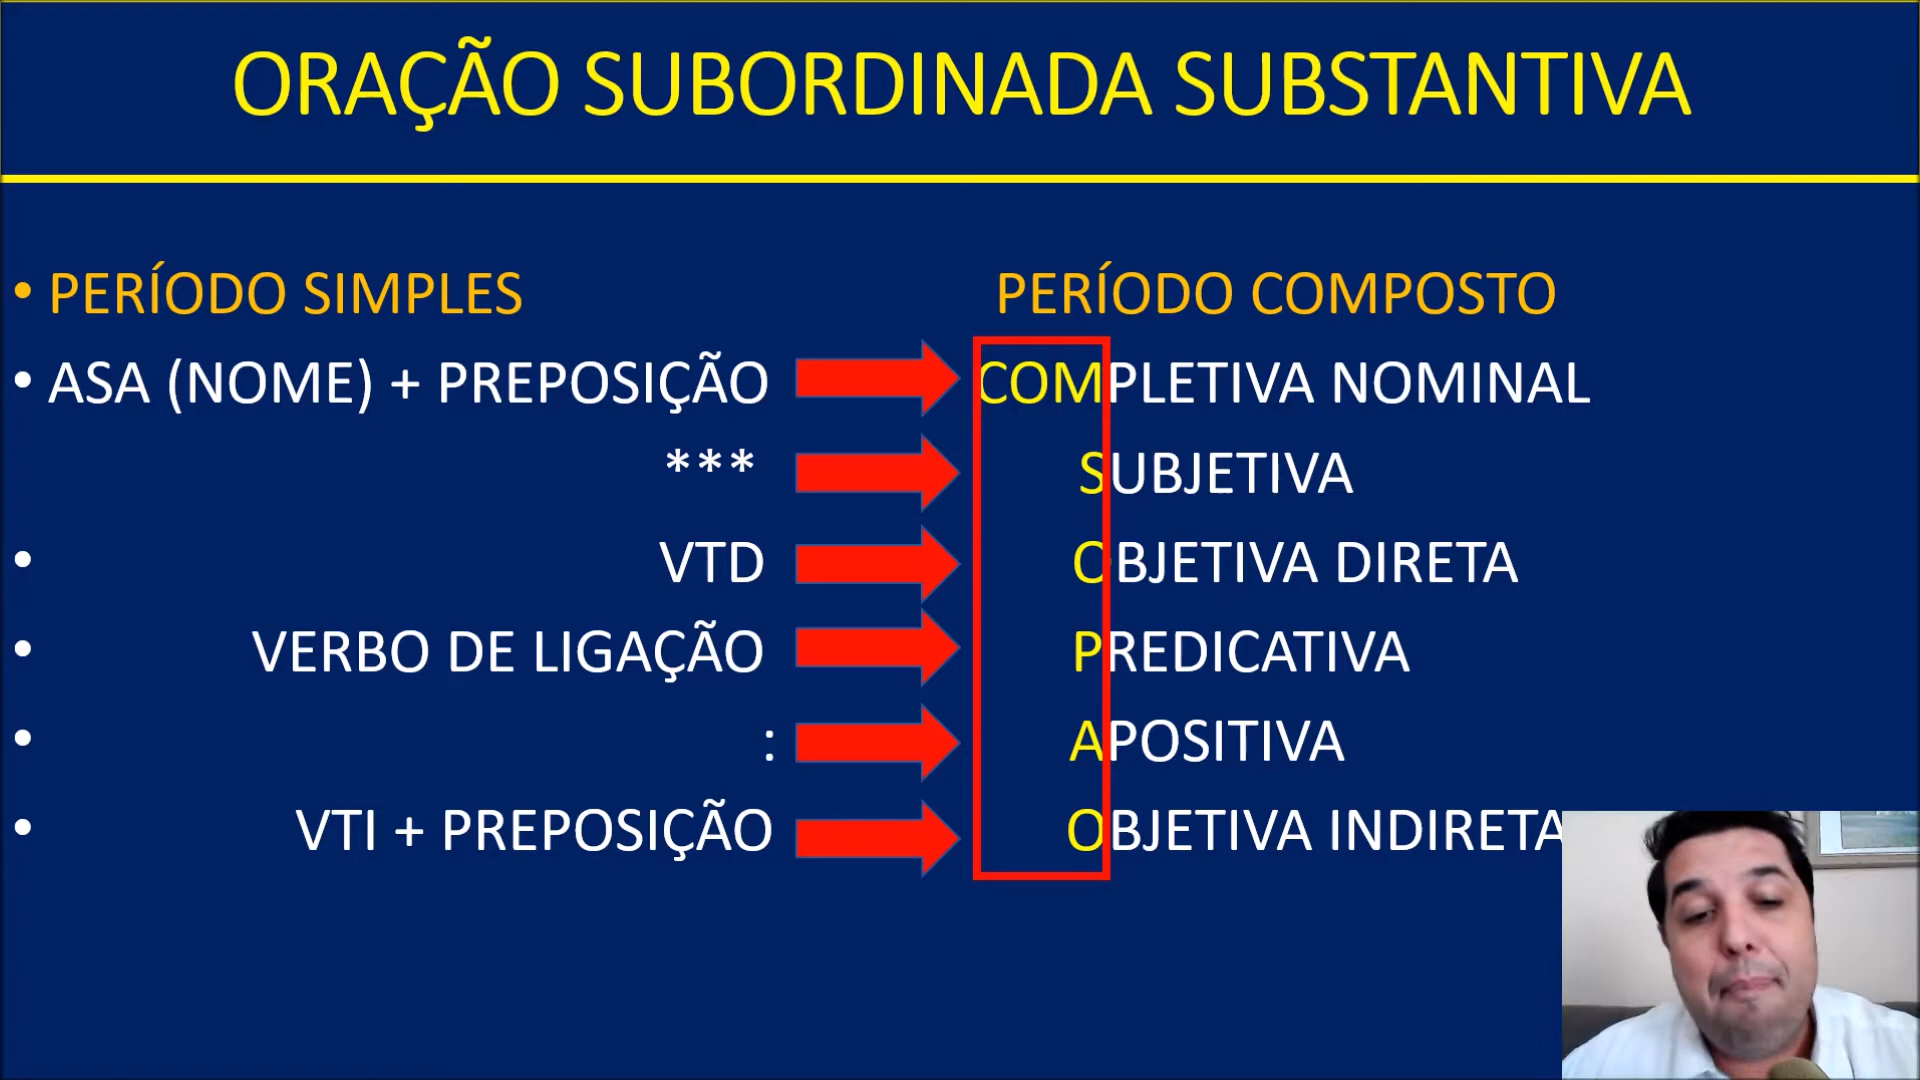 ORAÇÃO SUBORDINADA SUBSTANTIVA
• PERÍODO SIMPLES PERÍODO COMPOSTO
• ASA (NOME) + PREPOSIÇÃO COMPLETIVA NOMINAL
*** SUBJETIVA
• VTD OBJETIVA DIRETA
• VERBO DE LIGAÇÃO PREDICATIVA
• : APOSITIVA
• VTI + PREPOSIÇÃO OBJETIVA INDIRETA